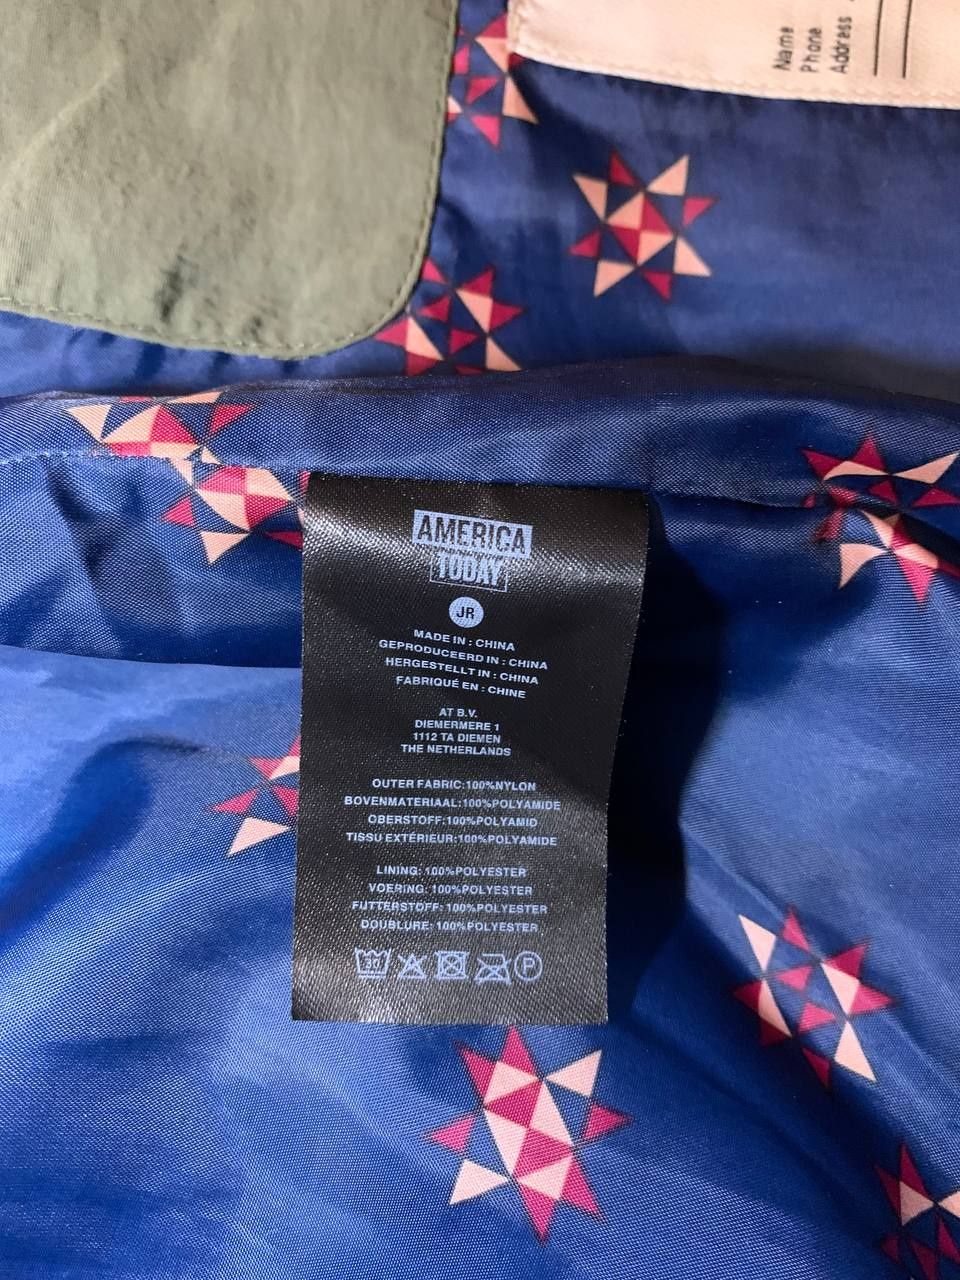 Name
Phone
Address
AMERICA
TODAY
JR
MADE IN : CHINA
GEPRODUCEERD IN : CHINA
HERGESTELLT IN : CHINA
FABRIQUÉ EN : CHINE
AT B.V.
DIEMERMERE 1
1112 TA DIEMEN
THE NETHERLANDS
OUTER FABRIC:100%NYLON
BOVENMATERIAAL:100%POLYAMIDE
OBERSTOFF:100%POLYAMID
TISSU EXTÉRIEUR:100%POLYAMIDE
LINING: 100%POLYESTER
VOERING: 100%POLYESTER
FUTTERSTOFF: 100%POLYESTER
DOUBLURE: 100%POLYESTER
30 P